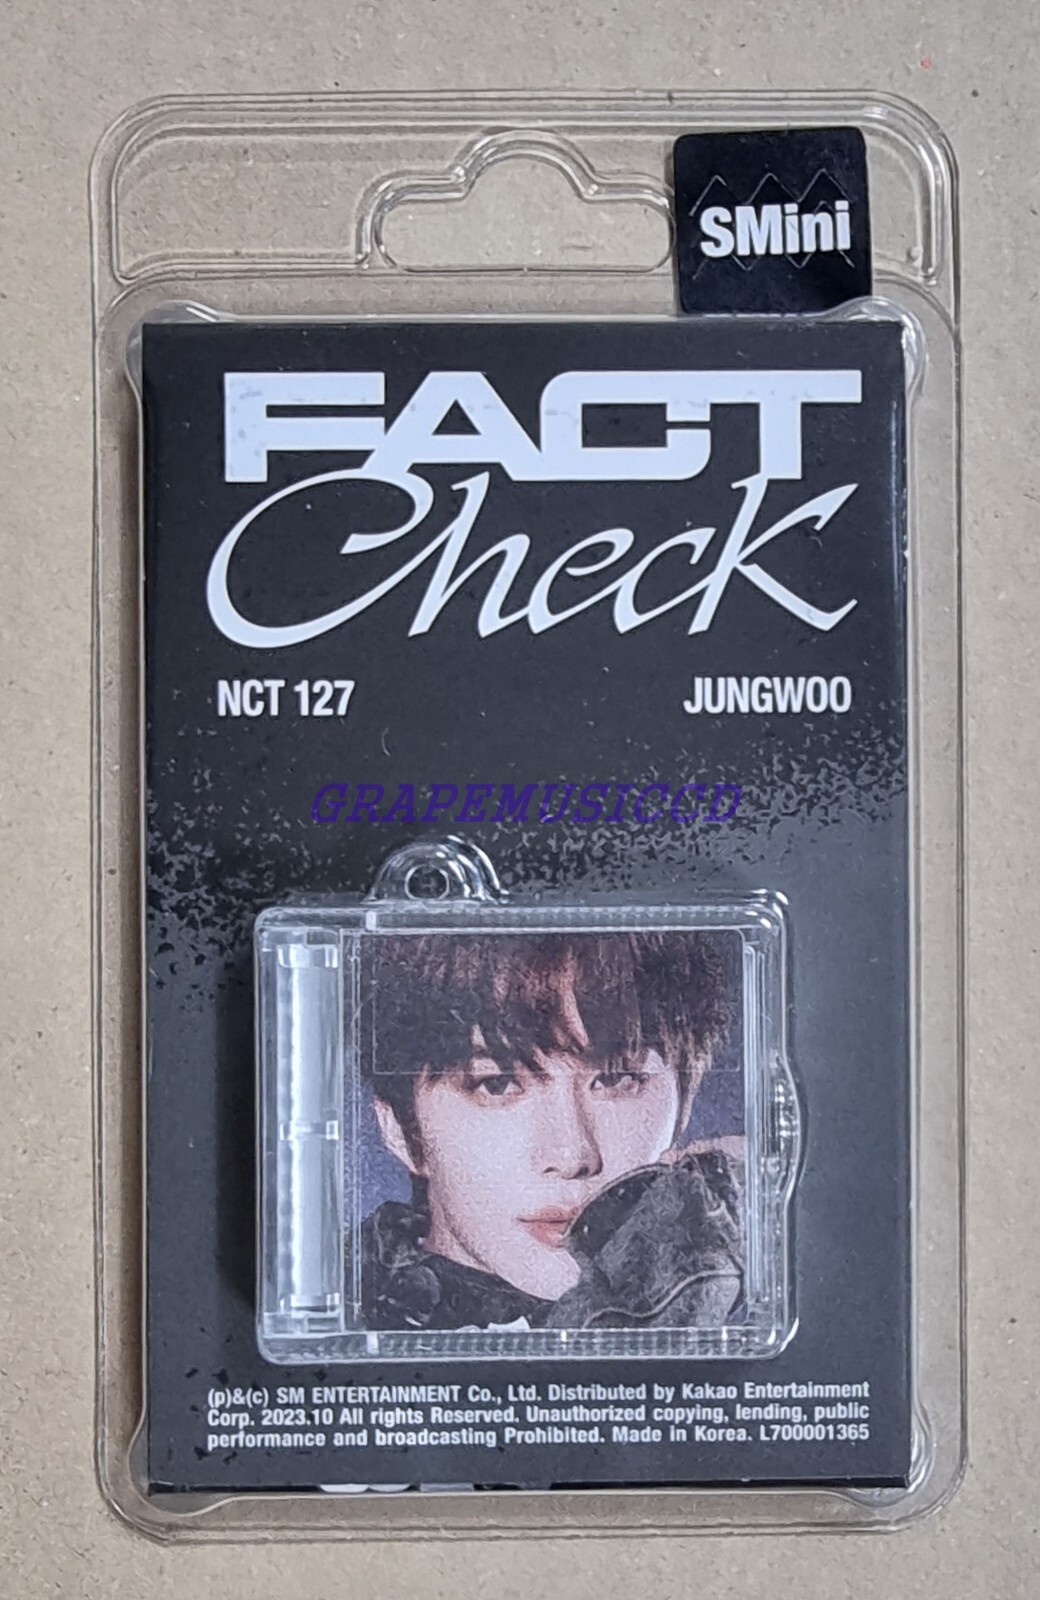 SMini
FACT
Check
NCT 127
JUNGWOO
GRAPEMUSICCD
(p)&(c) SM ENTERTAINMENT Co., Ltd. Distributed by Kakao Entertainment
Corp. 2023.10 All rights Reserved. Unauthorized copying, lending, public
performance and broadcasting Prohibited. Made in Korea. L700001365